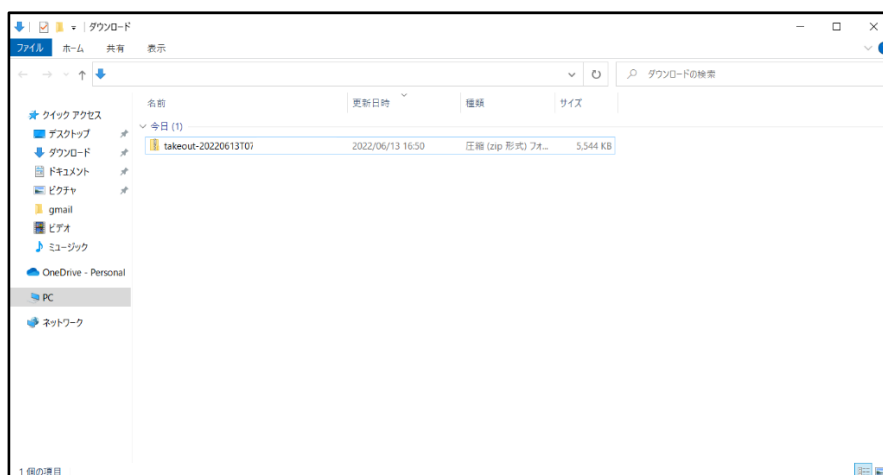 ダウンロード
ファイル ホーム 共有 表示
ダウンロードの検索
名前 更新日時 種類 サイズ
クイック アクセス
今日 (1)
デスクトップ
takeout-20220613T07 2022/06/13 16:50 圧縮 (zip 形式) フォ... 5,544 KB
ダウンロード
ドキュメント
ピクチャ
gmail
ビデオ
ミュージック
OneDrive - Personal
PC
ネットワーク
1 個の項目